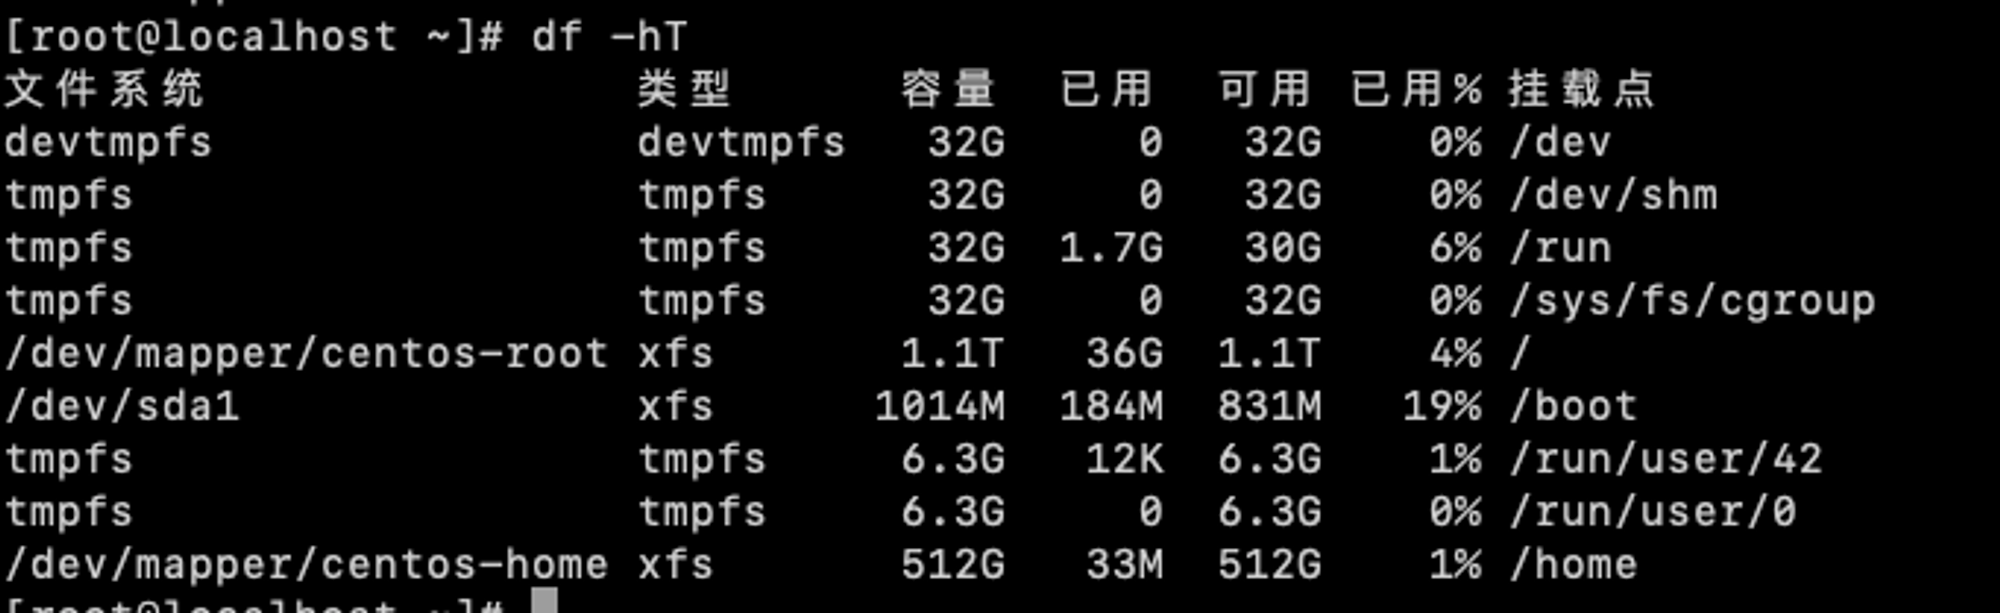 [root@localhost ~]# df -hT
文件系统 类型 容量 已用 可用 已用% 挂载点
devtmpfs devtmpfs 32G 0 32G 0% /dev
tmpfs tmpfs 32G 0 32G 0% /dev/shm
tmpfs tmpfs 32G 1.7G 30G 6% /run
tmpfs tmpfs 32G 0 32G 0% /sys/fs/cgroup
/dev/mapper/centos-root xfs 1.1T 36G 1.1T 4% /
/dev/sda1 xfs 1014M 184M 831M 19% /boot
tmpfs tmpfs 6.3G 12K 6.3G 1% /run/user/42
tmpfs tmpfs 6.3G 0 6.3G 0% /run/user/0
/dev/mapper/centos-home xfs 512G 33M 512G 1% /home
[root@localhost ~]#